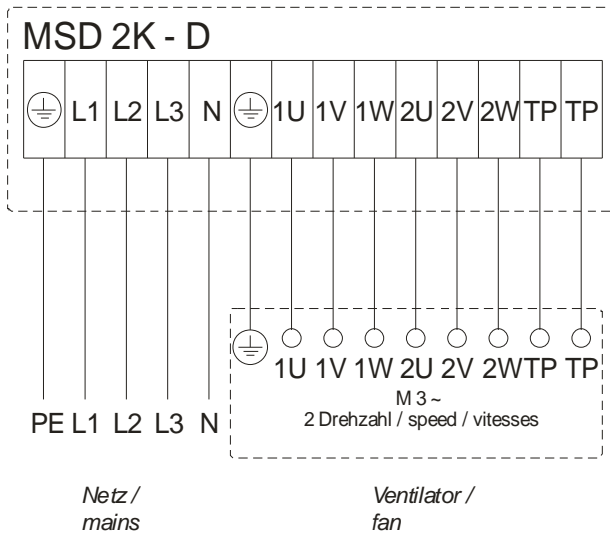 MSD 2K - D
L1 L2 L3 N 1U 1V 1W 2U 2V 2W TP TP
1U 1V 1W 2U 2V 2W TP TP
M 3 ~
2 Drehzahl / speed / vitesses
PE L1 L2 L3 N
Netz /
mains
Ventilator /
fan